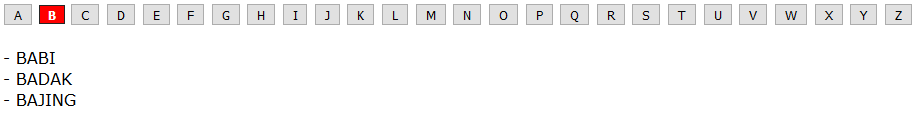 A B C D E F G H I J K L M N O P Q R S T U V W X Y Z
- BABI
- BADAK
- BAJING